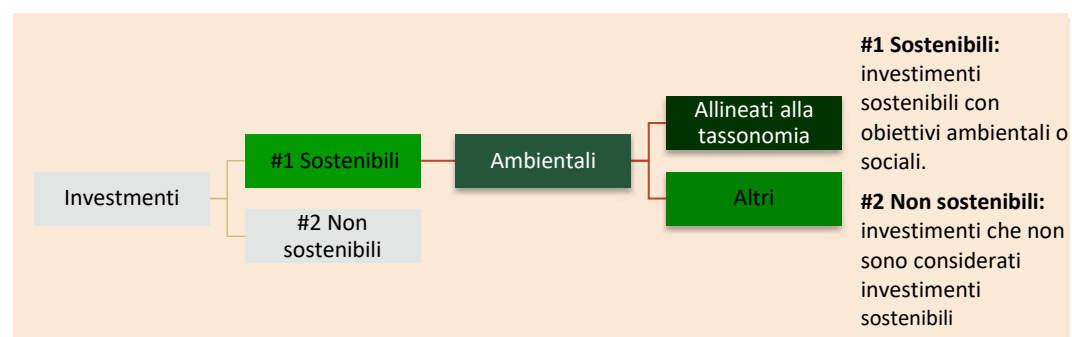 Investmenti
#1 Sostenibili
#2 Non
sostenibili
Ambientali
Allineati alla
tassonomia
Altri
#1 Sostenibili:
investimenti
sostenibili con
obiettivi ambientali o
sociali.
#2 Non sostenibili:
investimenti che non
sono considerati
investimenti
sostenibili